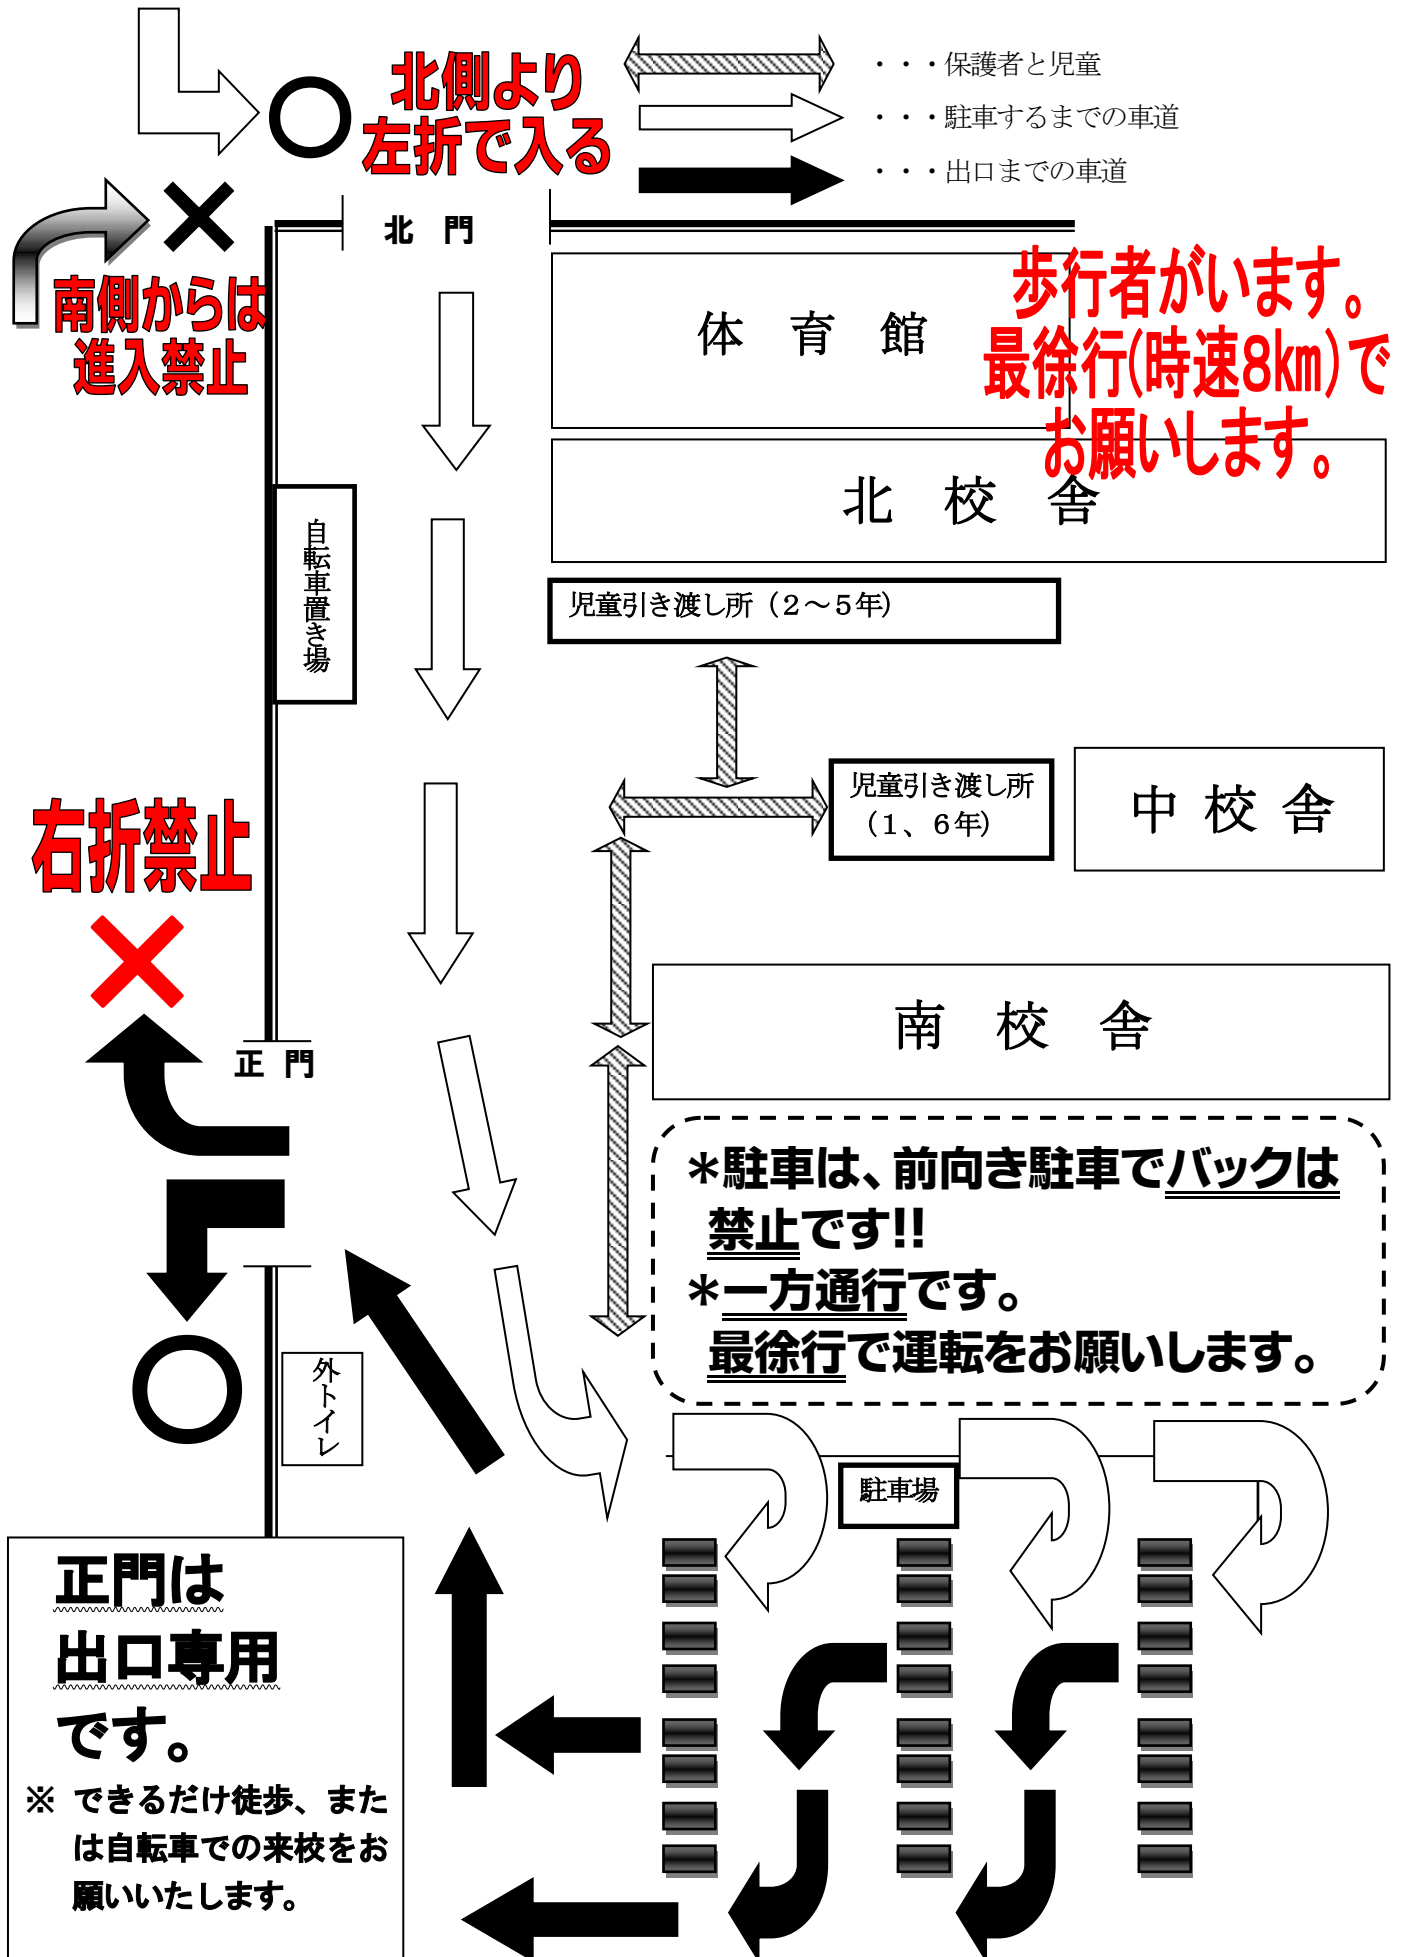 北側より
左折で入る
・・・保護者と児童
・・・駐車するまでの車道
・・・出口までの車道
北　門
南側からは
進入禁止
歩行者がいます。
最徐行(時速8km)で
お願いします。
体　育　館
北　校　舎
自転車置き場
児童引き渡し所（２～５年）
児童引き渡し所
（１、６年）
中 校 舎
右折禁止
南　校　舎
正 門
＊駐車は、前向き駐車でバックは
禁止です!!
＊一方通行です。
最徐行で運転をお願いします。
外トイレ
駐車場
正門は
出口専用
です。
※ できるだけ徒歩、また
は自転車での来校をお
願いいたします。